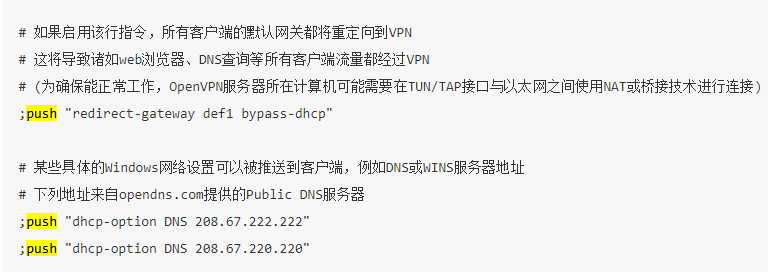 # 如果启用该行指令，所有客户端的默认网关都将重定向到VPN
# 这将导致诸如web浏览器、DNS查询等所有客户端流量都经过VPN
# (为确保能正常工作，OpenVPN服务器所在计算机可能需要在TUN/TAP接口与以太网之间使用NAT或桥接技术进行连接)
;push "redirect-gateway def1 bypass-dhcp"
# 某些具体的Windows网络设置可以被推送到客户端，例如DNS或WINS服务器地址
# 下列地址来自opendns.com提供的Public DNS服务器
;push "dhcp-option DNS 208.67.222.222"
;push "dhcp-option DNS 208.67.220.220"